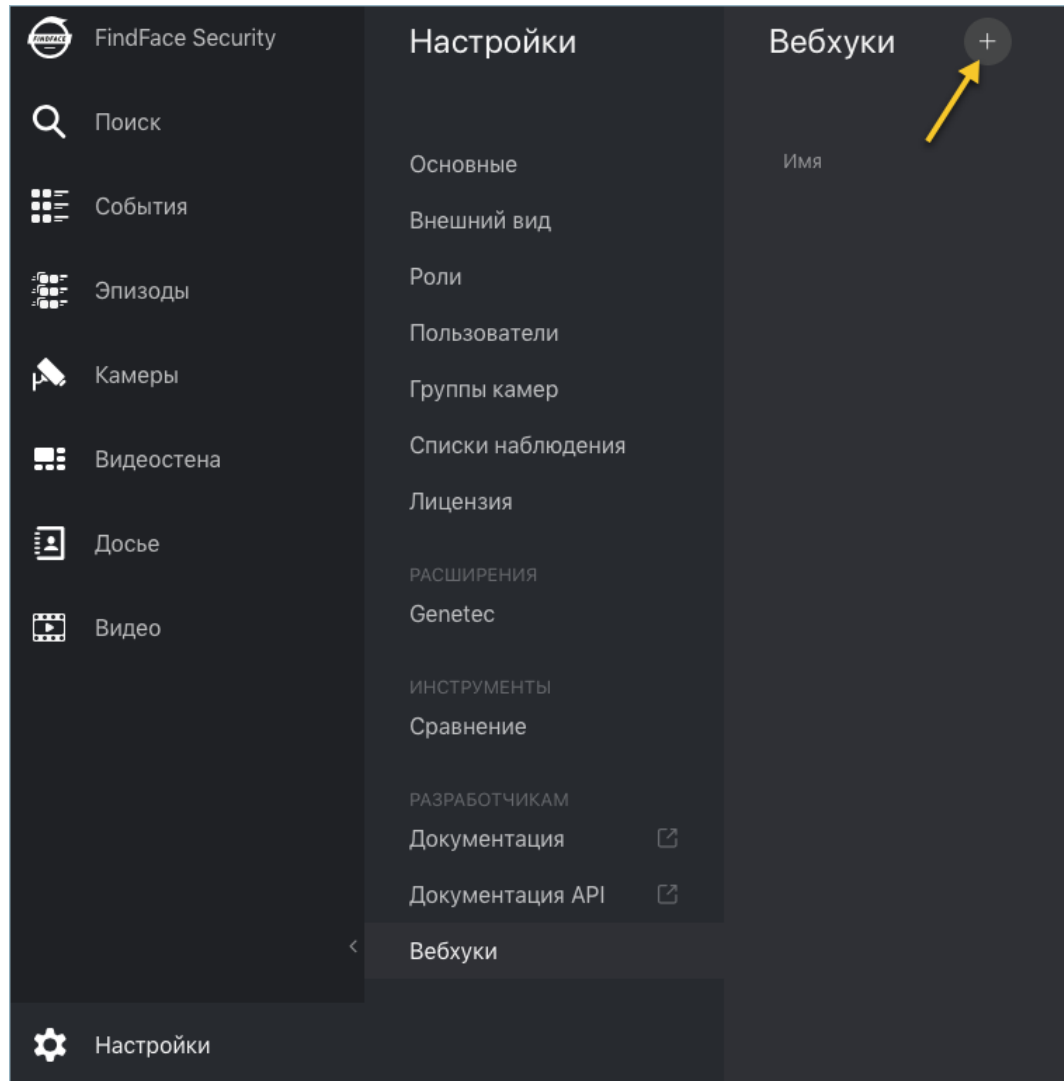 FINDFACE
FindFace Security
Поиск
События
Эпизоды
Камеры
Видеостена
Досье
Видео
Настройки
Настройки
Основные
Внешний вид
Роли
Пользователи
Группы камер
Списки наблюдения
Лицензия
РАСШИРЕНИЯ
Genetec
ИНСТРУМЕНТЫ
Сравнение
РАЗРАБОТЧИКАМ
Документация
Документация API
Вебхуки
Вебхуки +
Имя